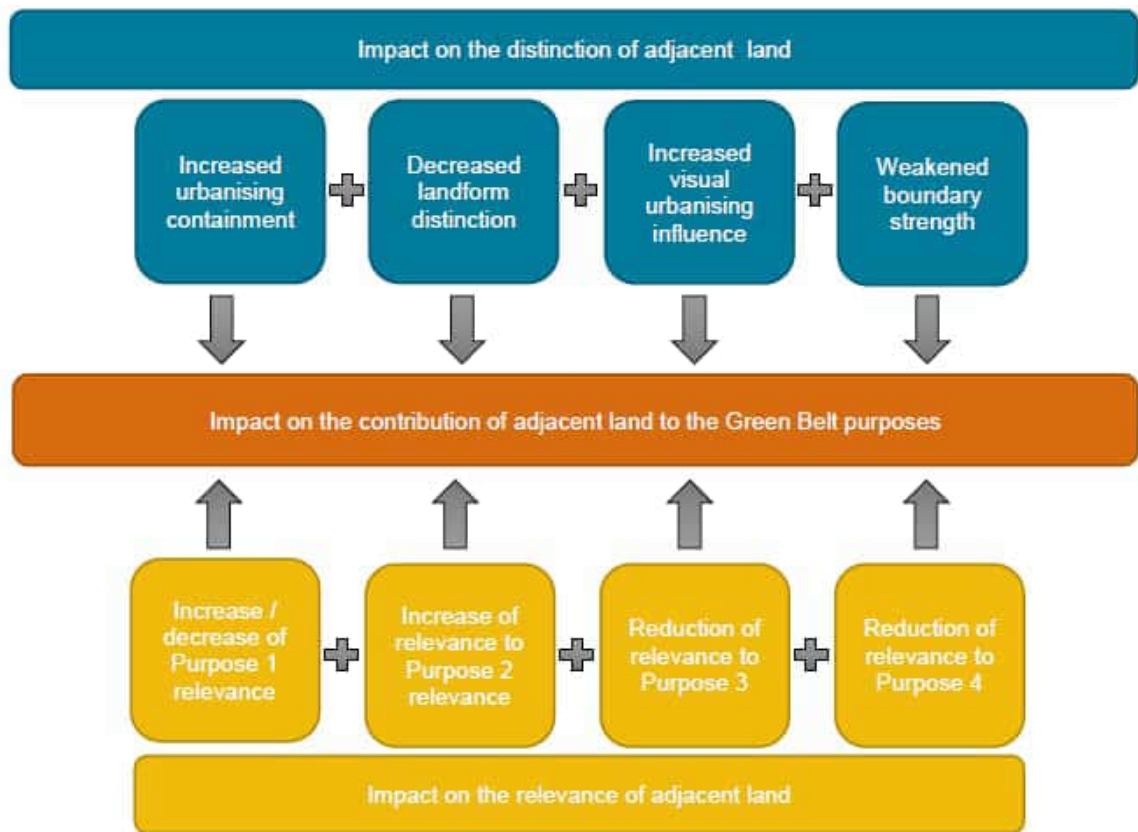 Impact on the distinction of adjacent land
Increased
urbanising
containment
Decreased
landform
distinction
Increased
visual
urbanising
influence
Weakened
boundary
strength
Impact on the contribution of adjacent land to the Green Belt purposes
Increase /
decrease of
Purpose 1
relevance
Increase of
relevance to
Purpose 2
relevance
Reduction of
relevance to
Purpose 3
Reduction of
relevance to
Purpose 4
Impact on the relevance of adjacent land